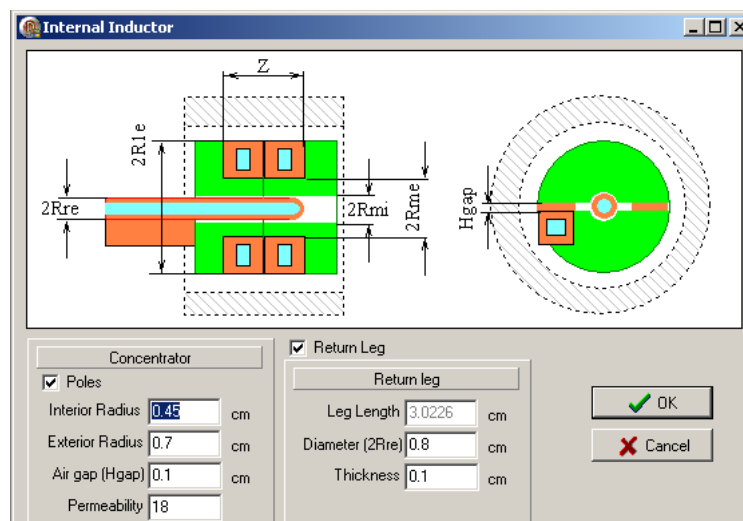 Internal Inductor
Z
2R1e
2Rre
2Rmi
2Rme
Hgap
Concentrator
Poles
Interior Radius 0.45 cm
Exterior Radius 0.7 cm
Air gap (Hgap) 0.1 cm
Permeability 18
Return Leg
Return leg
Leg Length 3.0226 cm
Diameter (2Rre) 0.8 cm
Thickness 0.1 cm
OK
Cancel